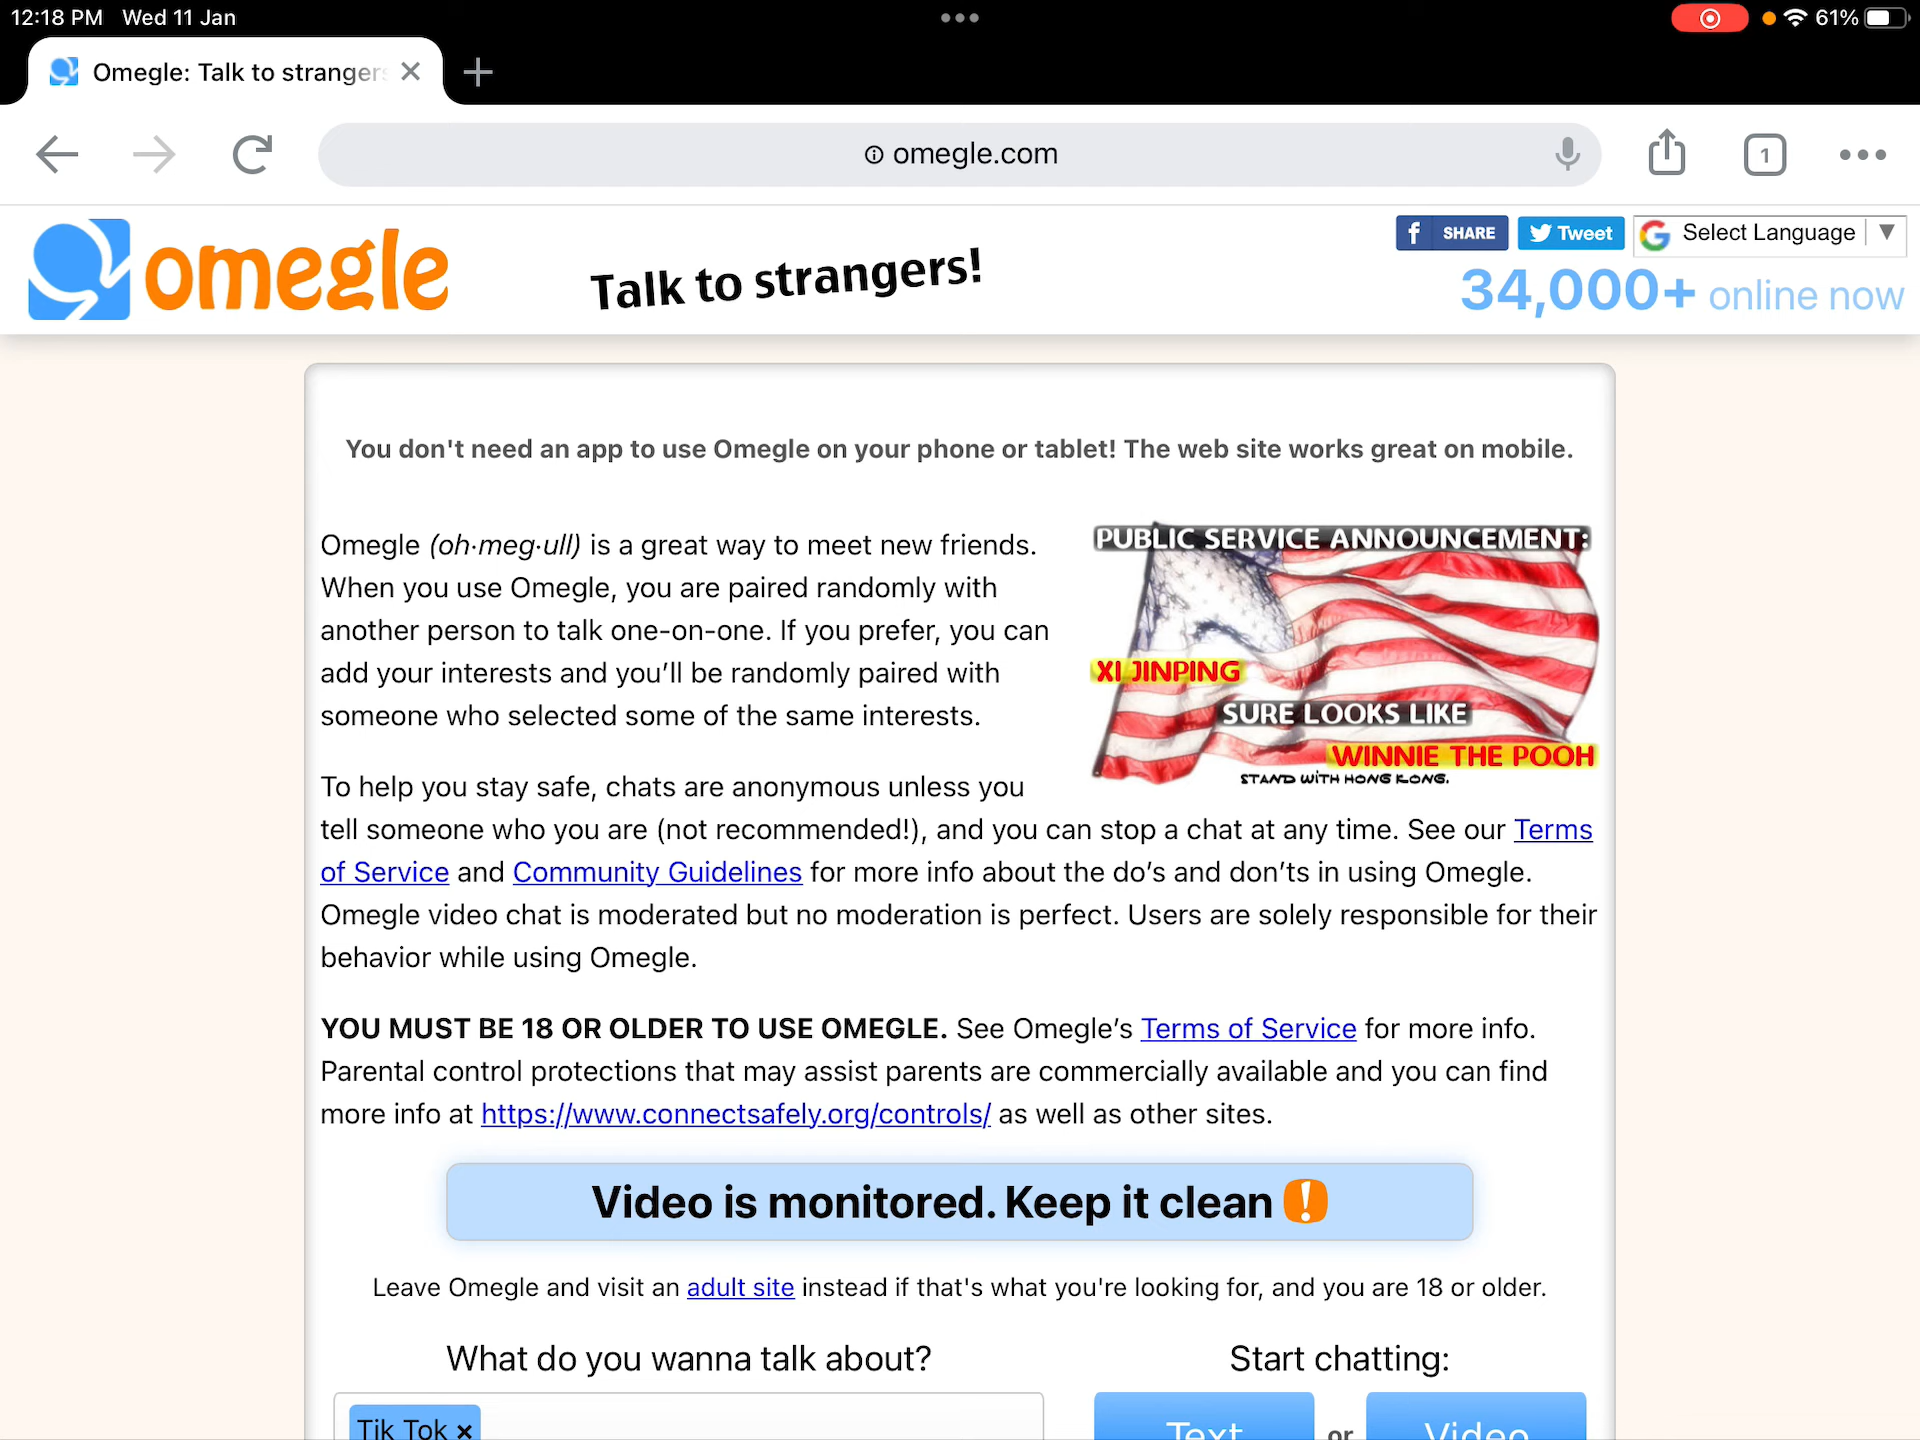 12:18 PM Wed 11 Jan
61%
Omegle: Talk to strangers
omegle.com
1
omegle
Talk to strangers!
SHARE
Tweet
Select Language
34,000+ online now
You don't need an app to use Omegle on your phone or tablet! The web site works great on mobile.
Omegle (oh·meg·ull) is a great way to meet new friends.
When you use Omegle, you are paired randomly with
another person to talk one-on-one. If you prefer, you can
add your interests and you’ll be randomly paired with
someone who selected some of the same interests.
PUBLIC SERVICE ANNOUNCEMENT:
XI JINPING
SURE LOOKS LIKE
WINNIE THE POOH
STAND WITH HONG KONG.
To help you stay safe, chats are anonymous unless you
tell someone who you are (not recommended!), and you can stop a chat at any time. See our Terms
of Service and Community Guidelines for more info about the do’s and don’ts in using Omegle.
Omegle video chat is moderated but no moderation is perfect. Users are solely responsible for their
behavior while using Omegle.
YOU MUST BE 18 OR OLDER TO USE OMEGLE. See Omegle’s Terms of Service for more info.
Parental control protections that may assist parents are commercially available and you can find
more info at https://www.connectsafely.org/controls/ as well as other sites.
Video is monitored. Keep it clean!
Leave Omegle and visit an adult site instead if that's what you're looking for, and you are 18 or older.
What do you wanna talk about?
Start chatting:
Tik Tok ×
Text or Video